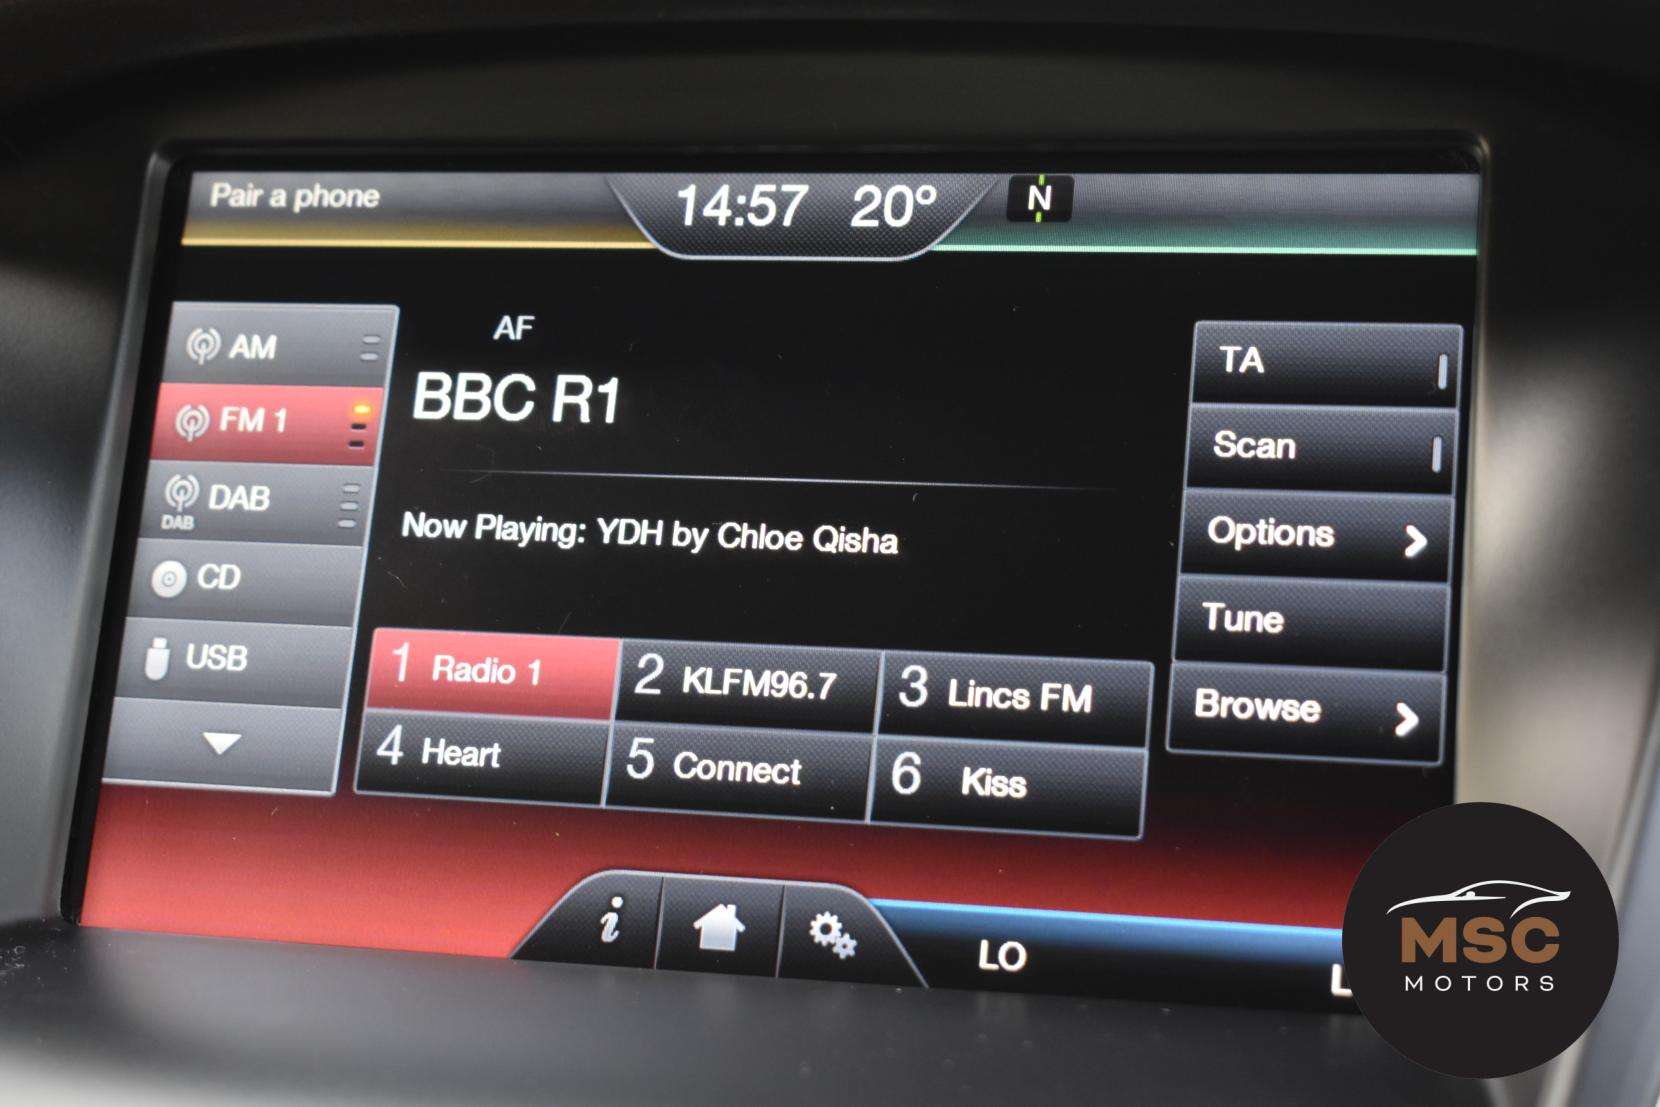 Pair a phone
14:57 20°
N
AM
FM 1
DAB
DAB
CD
USB
AF
BBC R1
Now Playing: YDH by Chloe Qisha
1 Radio 1
2 KLFM96.7
3 Lincs FM
4 Heart
5 Connect
6 Kiss
TA
Scan
Options
Tune
Browse
i
LO
MSC
MOTORS